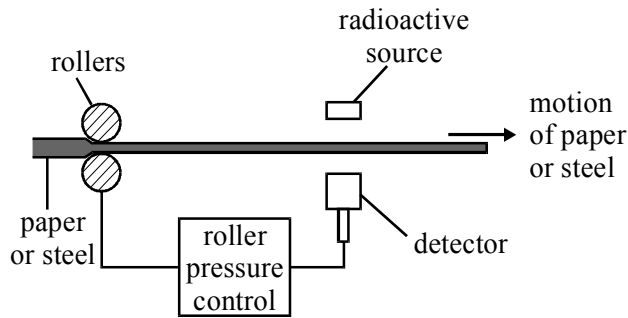 radioactive
source
rollers
motion
of paper
or steel
paper
or steel
roller
pressure
control
detector